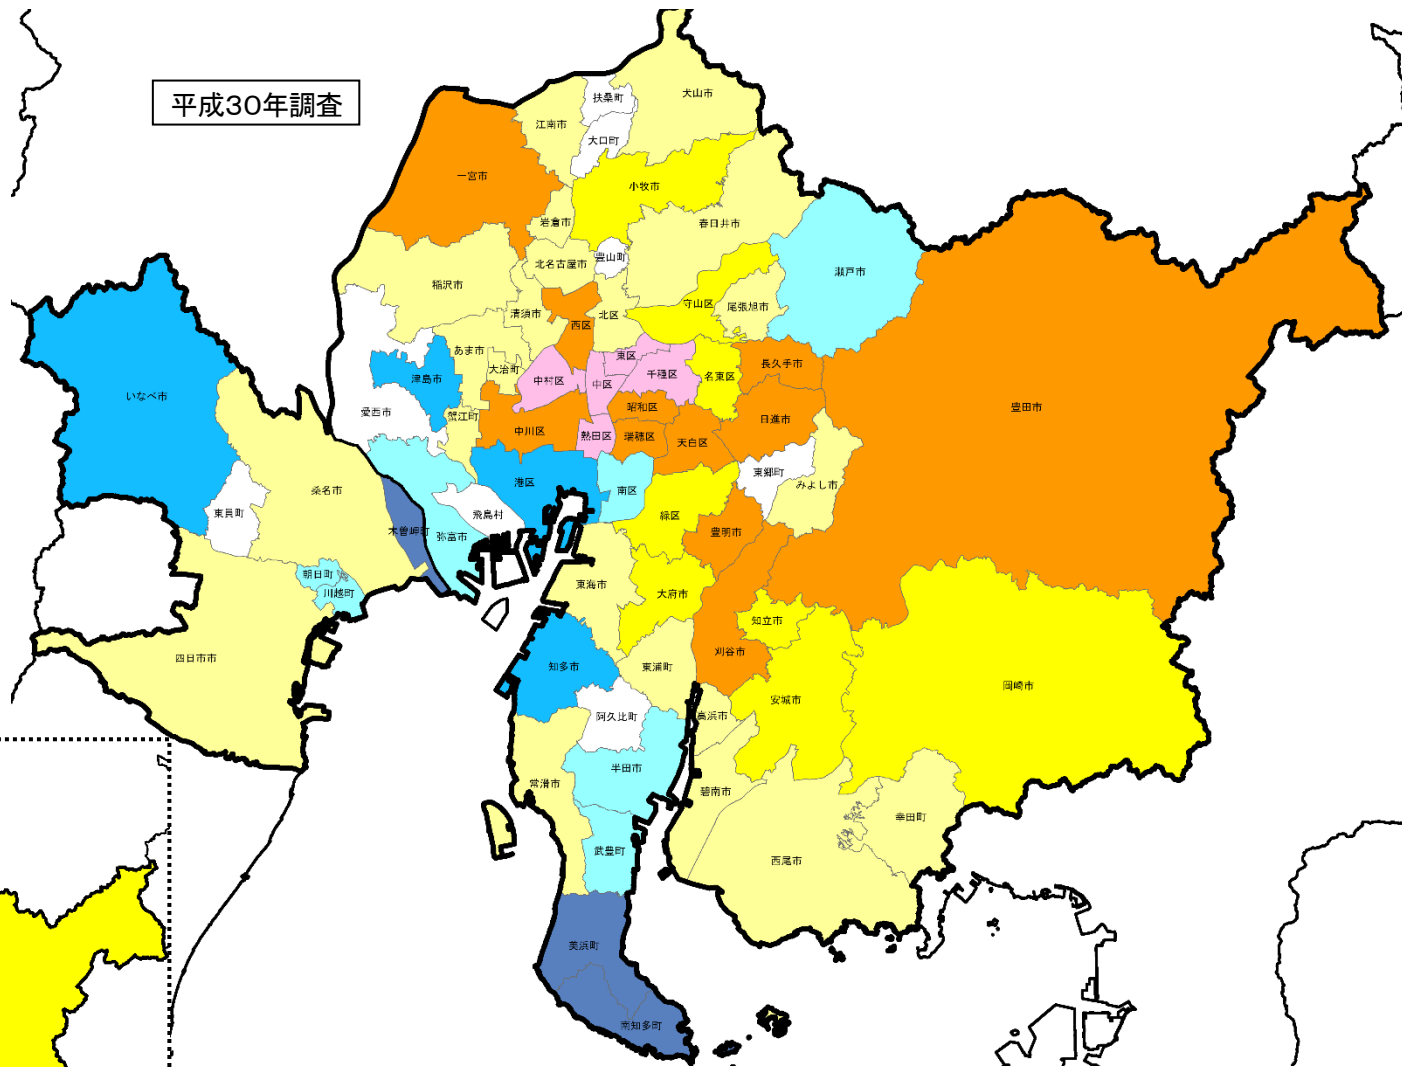 平成30年調査
犬山市
扶桑町
江南市
大口町
一宮市
小牧市
岩倉市
春日井市
豊山町
北名古屋市
瀬戸市
稲沢市
守山区
尾張旭市
清須市
北区
西区
あま市
東区
大治町
長久手市
千種区
名東区
津島市
中村区
中区
いなべ市
愛西市
蟹江町
昭和区
豊田市
日進市
中川区
熱田区
瑞穂区
天白区
東郷町
港区
みよし市
桑名市
南区
東員町
飛島村
緑区
木曽岬町
弥富市
豊明市
朝日町
東海市
川越町
大府市
知立市
刈谷市
四日市市
知多市
東浦町
岡崎市
安城市
阿久比町
高浜市
半田市
常滑市
碧南市
幸田町
武豊町
西尾市
美浜町
南知多町